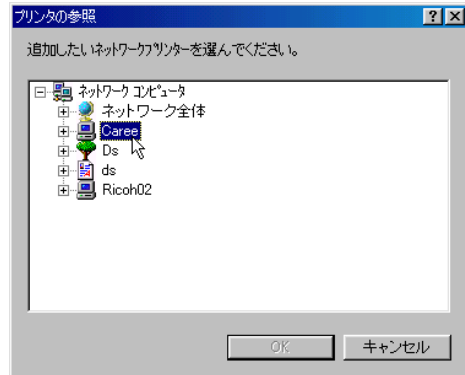 プリンタの参照
追加したいネットワークプリンターを選んでください。
ネットワーク コンピュータ
ネットワーク全体
Caree
Ds
ds
Ricoh02
OK
キャンセル